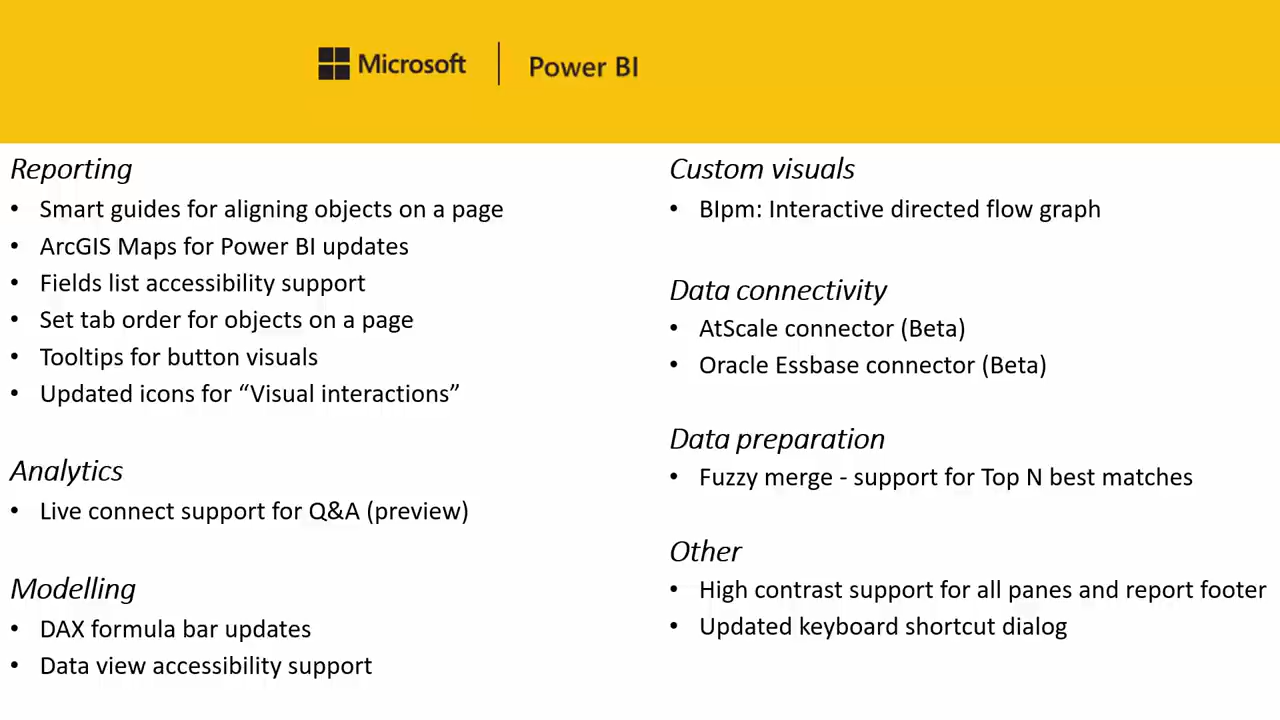 Microsoft | Power BI
Reporting
• Smart guides for aligning objects on a page
• ArcGIS Maps for Power BI updates
• Fields list accessibility support
• Set tab order for objects on a page
• Tooltips for button visuals
• Updated icons for “Visual interactions”
Analytics
• Live connect support for Q&A (preview)
Modelling
• DAX formula bar updates
• Data view accessibility support
Custom visuals
• BIpm: Interactive directed flow graph
Data connectivity
• AtScale connector (Beta)
• Oracle Essbase connector (Beta)
Data preparation
• Fuzzy merge - support for Top N best matches
Other
• High contrast support for all panes and report footer
• Updated keyboard shortcut dialog